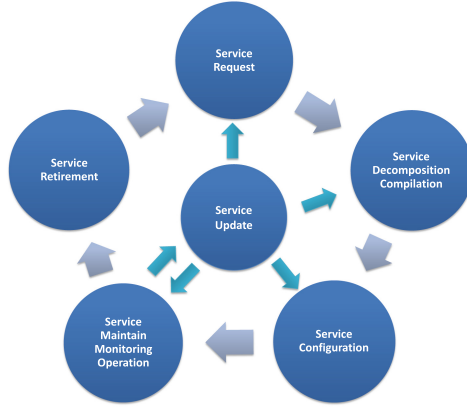 Service
Request
Service
Decomposition
Compilation
Service
Configuration
Service
Maintain
Monitoring
Operation
Service
Retirement
Service
Update